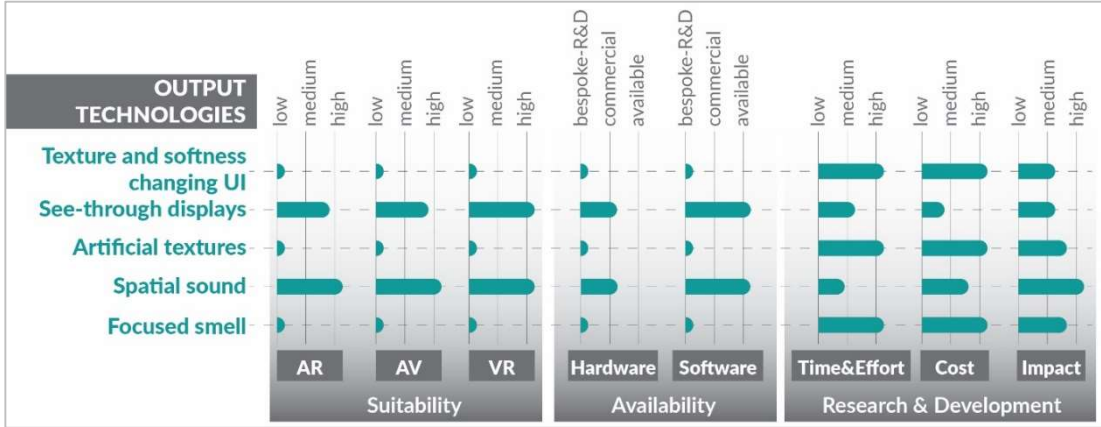 OUTPUT
TECHNOLOGIES
low
medium
high
low
medium
high
low
medium
high
bespoke-R&D
commercial
available
bespoke-R&D
commercial
available
low
medium
high
low
medium
high
low
medium
high
Texture and softness
changing UI
See-through displays
Artificial textures
Spatial sound
Focused smell
AR
AV
VR
Hardware
Software
Time&Effort
Cost
Impact
Suitability
Availability
Research & Development